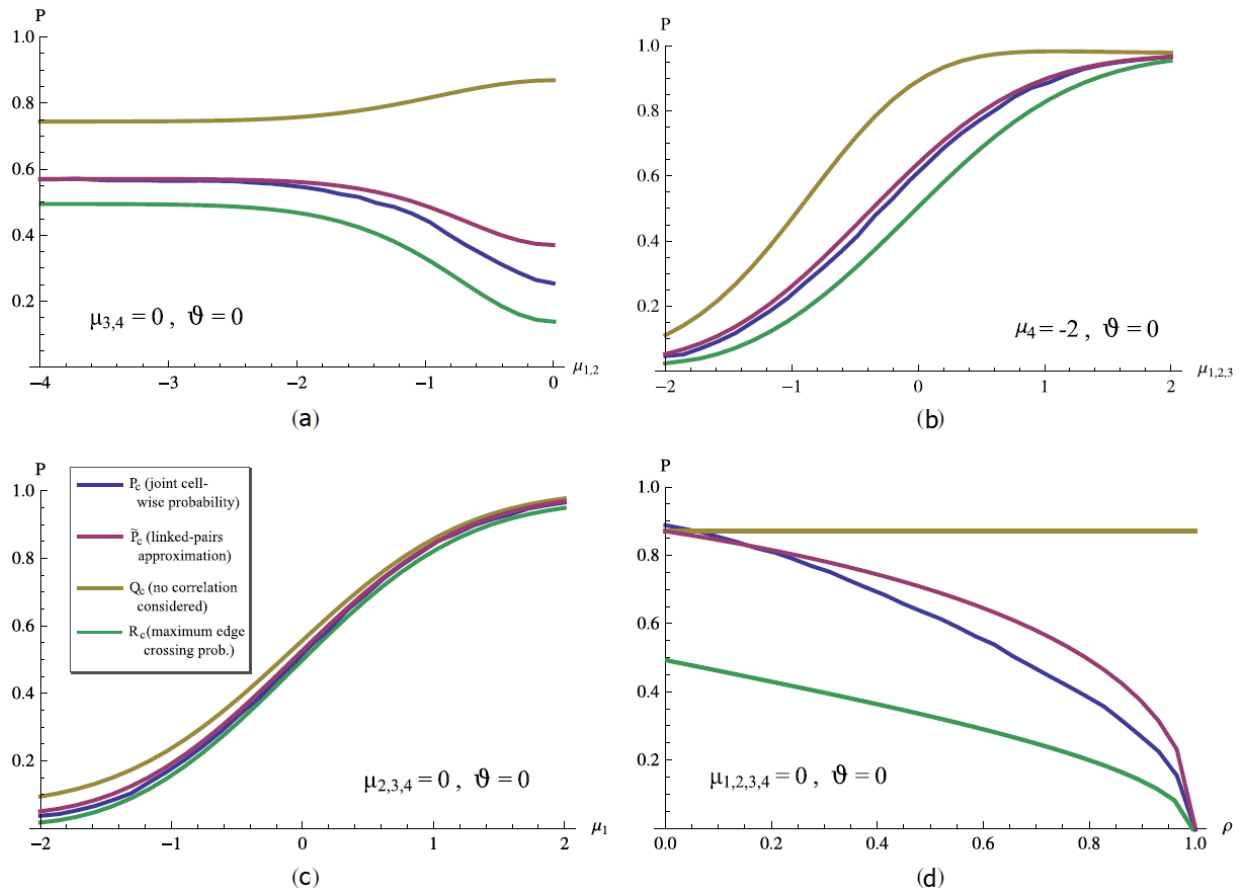 P
1.0
0.8
0.6
0.4
0.2
μ3,4 = 0 , ϑ = 0
−4 −3 −2 −1 0
μ1,2
(a)
P
1.0
0.8
0.6
0.4
0.2
μ4 = -2 , ϑ = 0
−2 −1 0 1 2
μ1,2,3
(b)
P
1.0
0.8
0.6
0.4
0.2
Pc (joint cell-
wise probability)
P̃c (linked-pairs
approximation)
Qc (no correlation
considered)
Rc (maximum edge
crossing prob.)
μ2,3,4 = 0 , ϑ = 0
−2 −1 0 1 2
μ1
(c)
P
1.0
0.8
0.6
0.4
0.2
μ1,2,3,4 = 0 , ϑ = 0
0.0 0.2 0.4 0.6 0.8 1.0
ρ
(d)